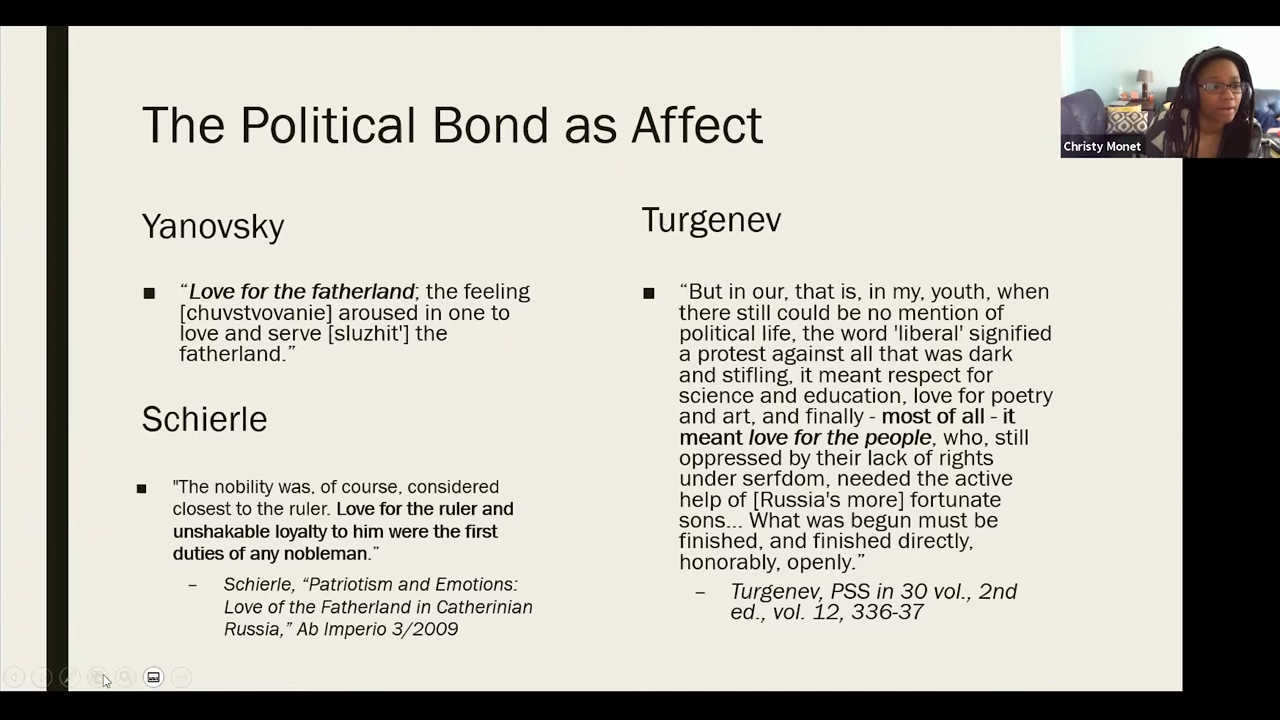 The Political Bond as Affect
Christy Monet
Yanovsky
■ “Love for the fatherland; the feeling
[chuvstvovanie] aroused in one to
love and serve [sluzhit'] the
fatherland.”
Schierle
■ "The nobility was, of course, considered
closest to the ruler. Love for the ruler and
unshakable loyalty to him were the first
duties of any nobleman.”
– Schierle, “Patriotism and Emotions:
Love of the Fatherland in Catherinian
Russia,” Ab Imperio 3/2009
Turgenev
■ “But in our, that is, in my, youth, when
there still could be no mention of
political life, the word 'liberal' signified
a protest against all that was dark
and stifling, it meant respect for
science and education, love for poetry
and art, and finally - most of all - it
meant love for the people, who, still
oppressed by their lack of rights
under serfdom, needed the active
help of [Russia's more] fortunate
sons... What was begun must be
finished, and finished directly,
honorably, openly.”
– Turgenev, PSS in 30 vol., 2nd
ed., vol. 12, 336-37